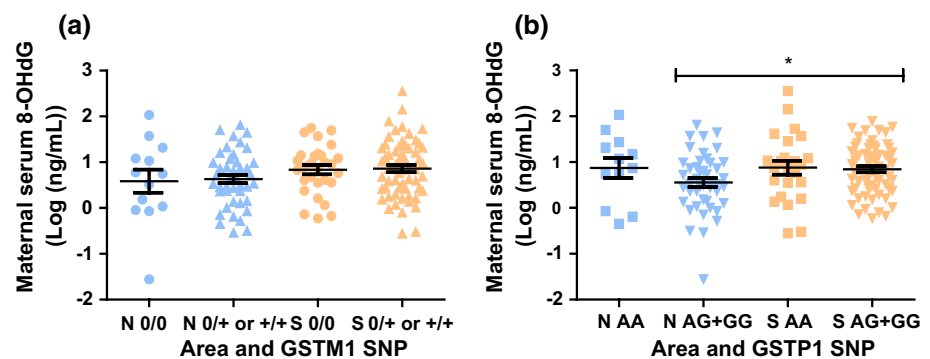 (a)
Maternal serum 8-OHdG
(Log (ng/mL))
3
2
1
0
-1
-2
N 0/0
N 0/+ or +/+
S 0/0
S 0/+ or +/+
Area and GSTM1 SNP
(b)
Maternal serum 8-OHdG
(Log (ng/mL))
3
2
1
0
-1
-2
*
N AA
N AG+GG
S AA
S AG+GG
Area and GSTP1 SNP